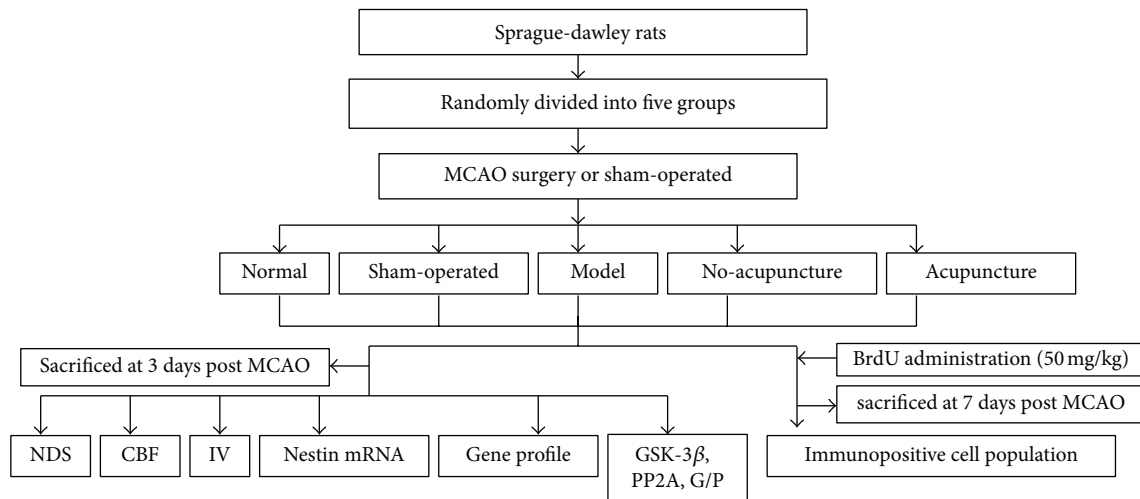 Sprague-dawley rats
Randomly divided into five groups
MCAO surgery or sham-operated
Normal
Sham-operated
Model
No-acupuncture
Acupuncture
Sacrificed at 3 days post MCAO
BrdU administration (50 mg/kg)
sacrificed at 7 days post MCAO
NDS
CBF
IV
Nestin mRNA
Gene profile
GSK-3β,
PP2A, G/P
Immunopositive cell population